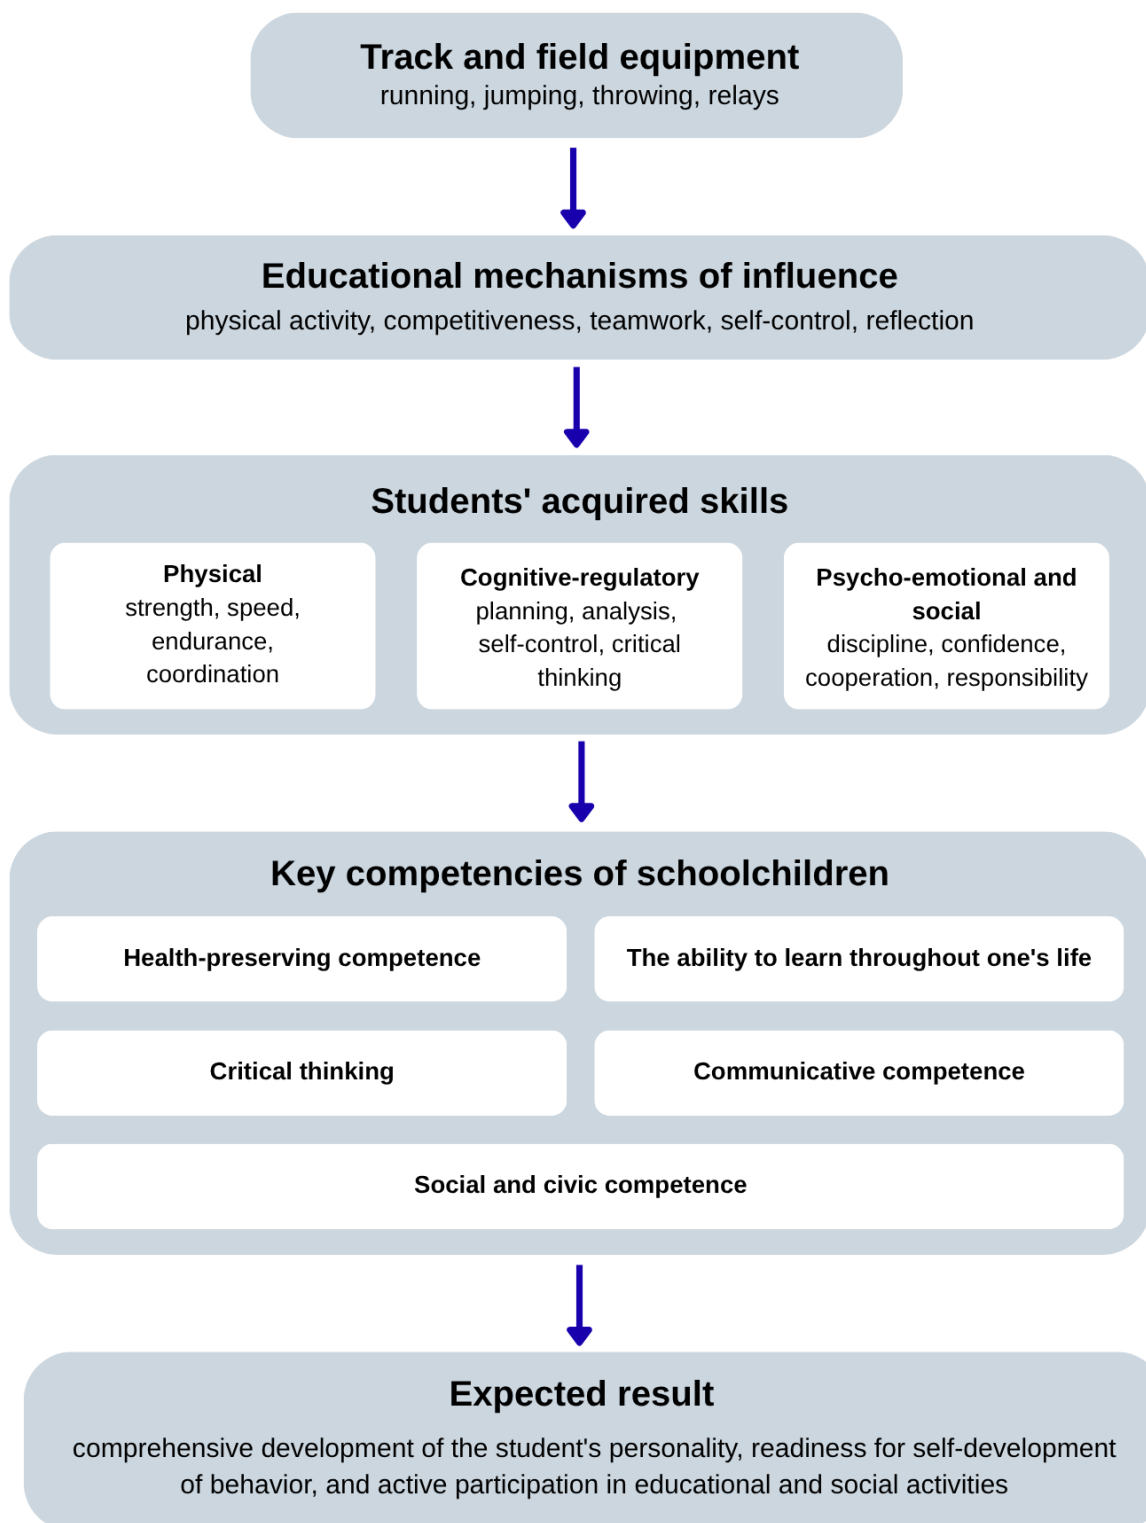 Track and field equipment
running, jumping, throwing, relays
Educational mechanisms of influence
physical activity, competitiveness, teamwork, self-control, reflection
Students' acquired skills
Physical
strength, speed,
endurance,
coordination
Cognitive-regulatory
planning, analysis,
self-control, critical
thinking
Psycho-emotional and
social
discipline, confidence,
cooperation, responsibility
Key competencies of schoolchildren
Health-preserving competence
The ability to learn throughout one's life
Critical thinking
Communicative competence
Social and civic competence
Expected result
comprehensive development of the student's personality, readiness for self-development
of behavior, and active participation in educational and social activities